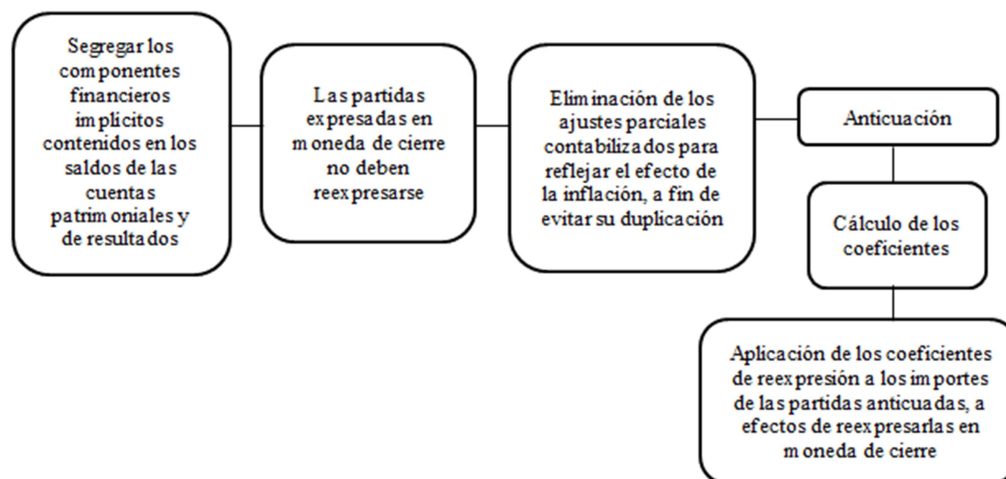 Segregar los
componentes
financieros
implícitos
contenidos en los
saldos de las
cuentas
patrimoniales y
de resultados
Las partidas
expresadas en
moneda de cierre
no deben
reexpresarse
Eliminación de los
ajustes parciales
contabilizados para
reflejar el efecto de
la inflación, a fin de
evitar su duplicación
Anticuación
Cálculo de los
coeficientes
Aplicación de los coeficientes
de reexpresión a los importes
de las partidas anticuadas, a
efectos de reexpresarlas en
moneda de cierre